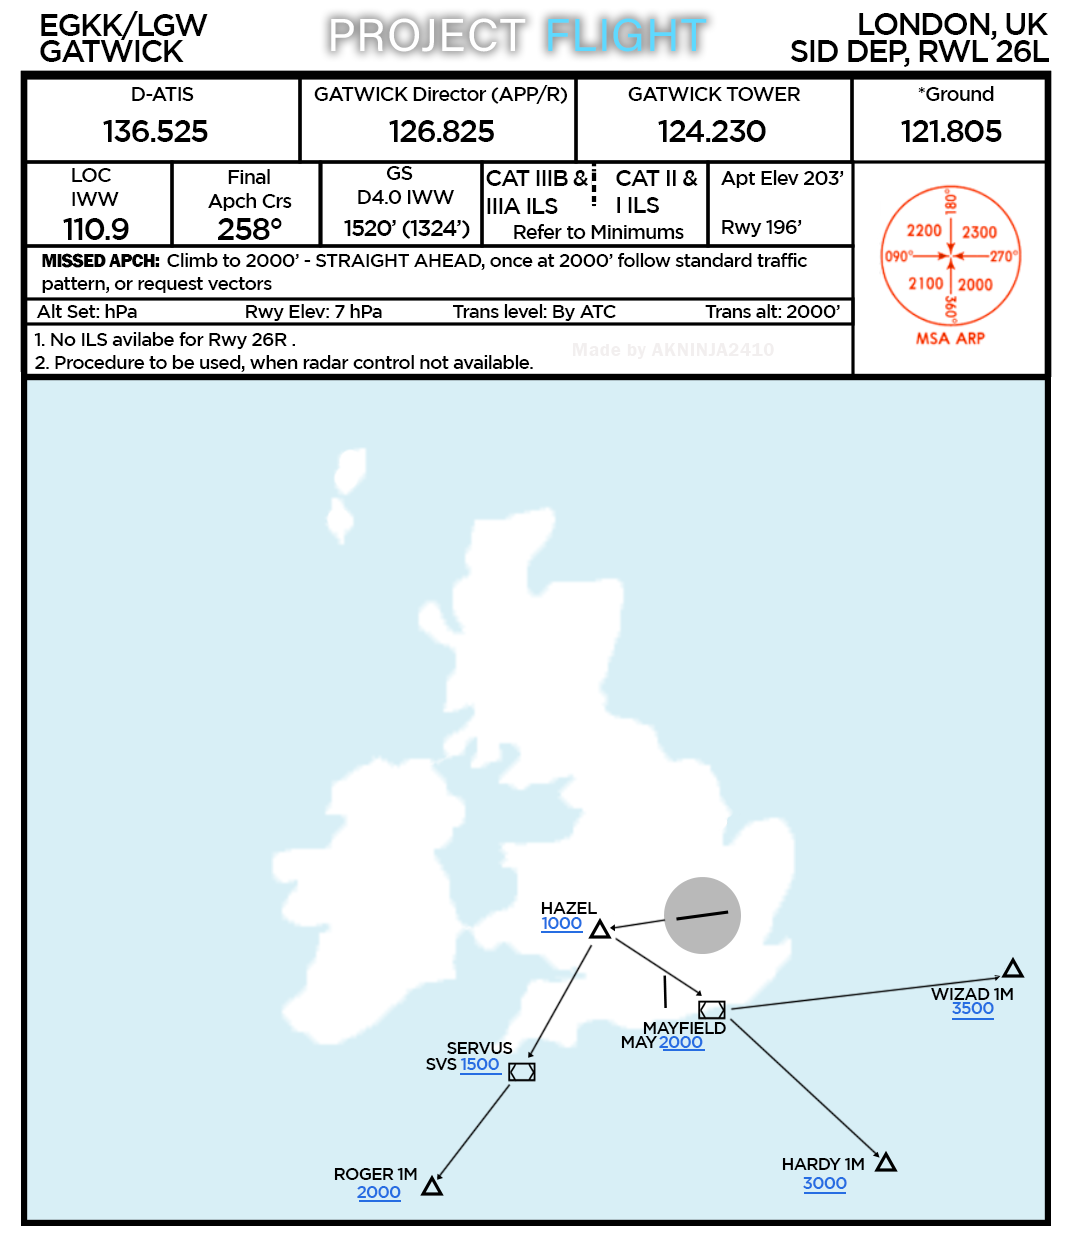 EGKK/LGW
GATWICK
PROJECT FLIGHT
LONDON, UK
SID DEP, RWL 26L
D-ATIS
136.525
GATWICK Director (APP/R)
126.825
GATWICK TOWER
124.230
*Ground
121.805
LOC
IWW
110.9
Final
Apch Crs
258°
GS
D4.0 IWW
1520’ (1324’)
CAT IIIB &
IIIA ILS
CAT II &
I ILS
Refer to Minimums
Apt Elev 203’
Rwy 196’
MISSED APCH: Climb to 2000’ - STRAIGHT AHEAD, once at 2000’ follow standard traffic
pattern, or request vectors
Alt Set: hPa
Rwy Elev: 7 hPa
Trans level: By ATC
Trans alt: 2000’
1. No ILS avilabe for Rwy 26R .
2. Procedure to be used, when radar control not available.
Made by AKNINJA2410
180°
2200
2300
090°
270°
2100
2000
360°
MSA ARP
HAZEL
1000
WIZAD 1M
3500
MAYFIELD
MAY 2000
SERVUS
SVS 1500
ROGER 1M
2000
HARDY 1M
3000